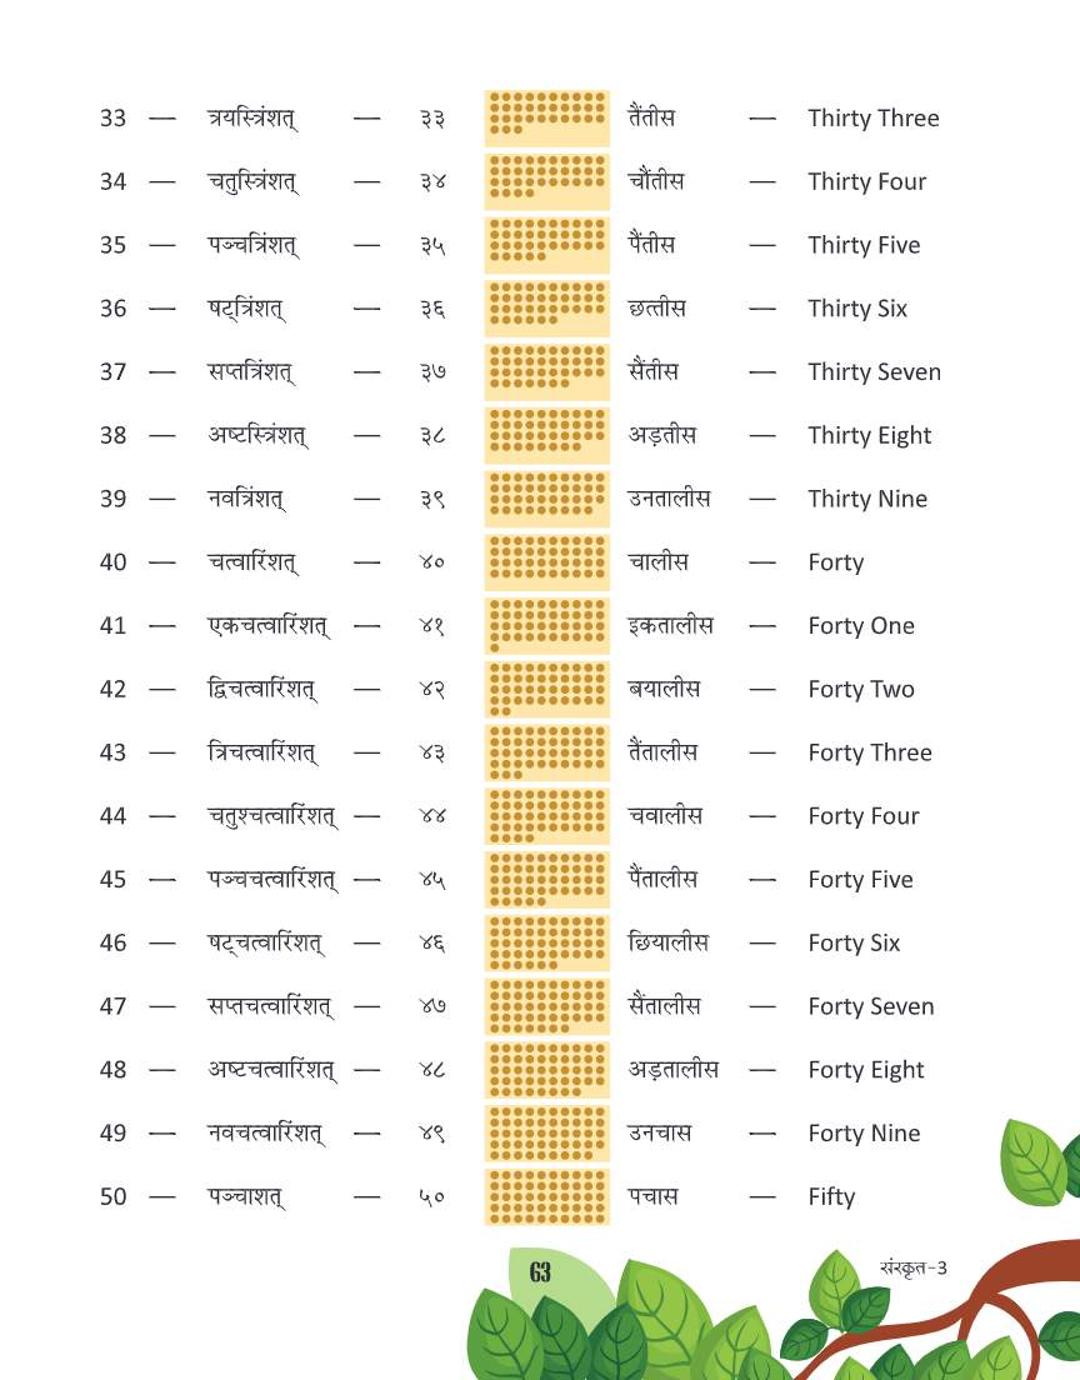 33 — त्रयस्त्रिंशत् — ३३ तैंतीस — Thirty Three
34 — चतुस्त्रिंशत् — ३४ चौंतीस — Thirty Four
35 — पञ्चत्रिंशत् — ३५ पैंतीस — Thirty Five
36 — षट्त्रिंशत् — ३६ छत्तीस — Thirty Six
37 — सप्तत्रिंशत् — ३७ सैंतीस — Thirty Seven
38 — अष्टस्त्रिंशत् — ३८ अड़तीस — Thirty Eight
39 — नवत्रिंशत् — ३९ उनतालीस — Thirty Nine
40 — चत्वारिंशत् — ४० चालीस — Forty
41 — एकचत्वारिंशत् — ४१ इकतालीस — Forty One
42 — द्विचत्वारिंशत् — ४२ बयालीस — Forty Two
43 — त्रिचत्वारिंशत् — ४३ तैंतालीस — Forty Three
44 — चतुश्चत्वारिंशत् — ४४ चवालीस — Forty Four
45 — पञ्चचत्वारिंशत् — ४५ पैंतालीस — Forty Five
46 — षट्चत्वारिंशत् — ४६ छियालीस — Forty Six
47 — सप्तचत्वारिंशत् — ४७ सैंतालीस — Forty Seven
48 — अष्टचत्वारिंशत् — ४८ अड़तालीस — Forty Eight
49 — नवचत्वारिंशत् — ४९ उनचास — Forty Nine
50 — पञ्चाशत् — ५० पचास — Fifty
63 संस्कृत-3